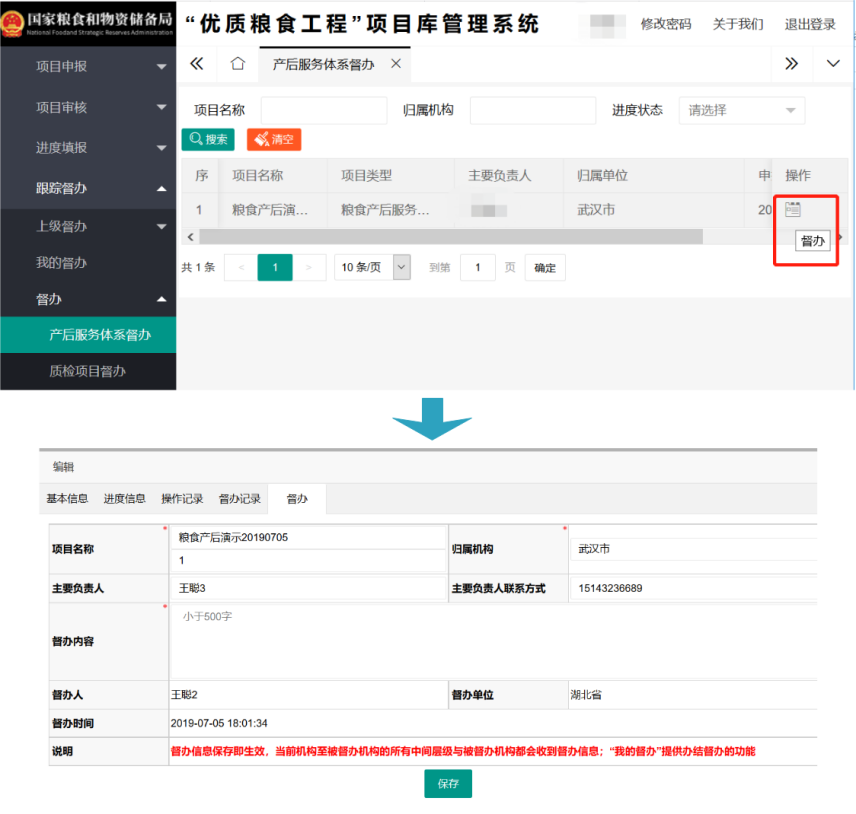 国家粮食和物资储备局
National Foodand Strategic Reserves Administration
“优质粮食工程”项目库管理系统
修改密码 关于我们 退出登录
项目申报
项目审核
进度填报
跟踪督办
上级督办
我的督办
督办
产后服务体系督办
质检项目督办
产后服务体系督办
项目名称 归属机构 进度状态 请选择
搜索 清空
序 项目名称 项目类型 主要负责人 归属单位 申 操作
1 粮食产后演... 粮食产后服务... 武汉市 20
督办
共 1 条 < 1 > 10 条/页 到第 1 页 确定
编辑
基本信息 进度信息 操作记录 督办记录 督办
项目名称 * 粮食产后演示20190705 归属机构 * 武汉市
1
主要负责人 王聪3 主要负责人联系方式 15143236689
督办内容 * 小于500字
督办人 王聪2 督办单位 湖北省
督办时间 2019-07-05 18:01:34
说明 督办信息保存即生效，当前机构至被督办机构的所有中间层级与被督办机构都会收到督办信息；“我的督办”提供办结督办的功能
保存